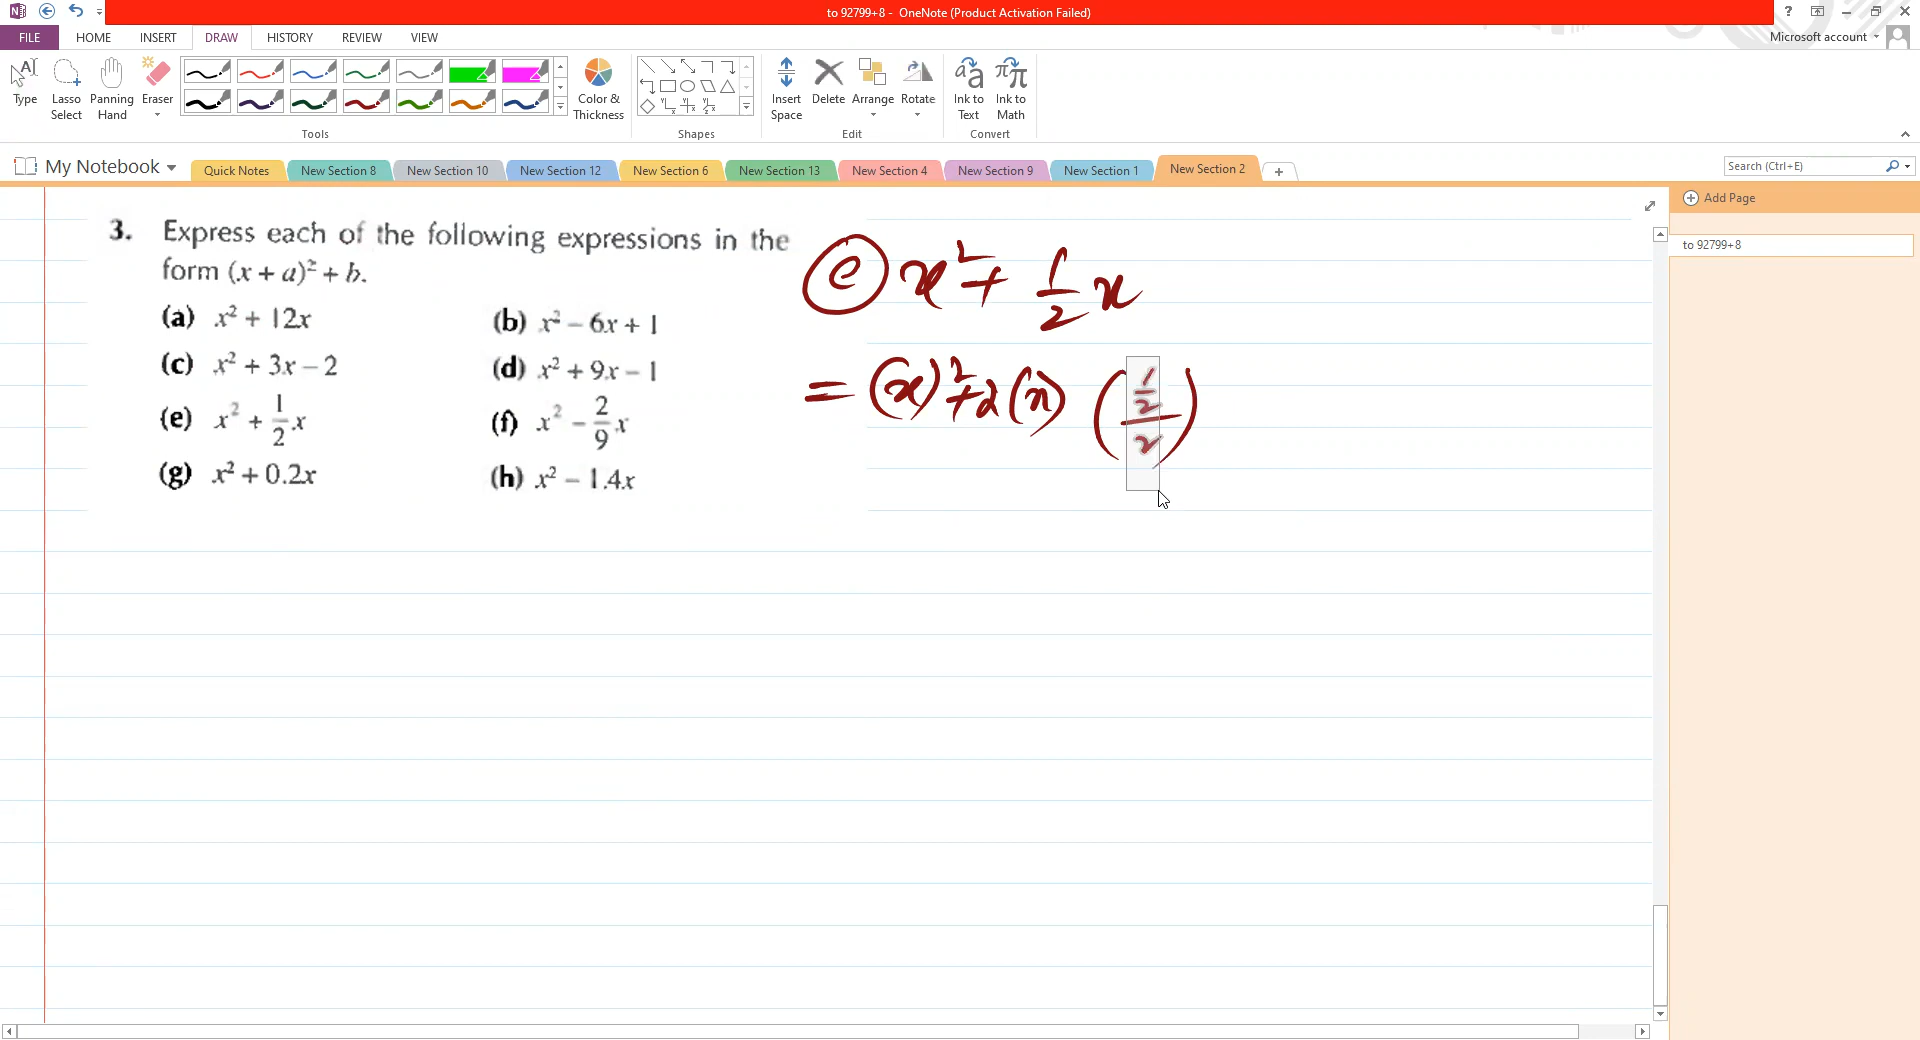 to 92799+8 - OneNote (Product Activation Failed)
?
FILE HOME INSERT DRAW HISTORY REVIEW VIEW
Microsoft account
Type
Lasso Select
Panning Hand
Eraser
Color & Thickness
Insert Space
Delete
Arrange
Rotate
Ink to Text
Ink to Math
Tools
Shapes
Edit
Convert
My Notebook
Quick Notes
New Section 8
New Section 10
New Section 12
New Section 6
New Section 13
New Section 4
New Section 9
New Section 1
New Section 2
Search (Ctrl+E)
Add Page
to 92799+8
3. Express each of the following expressions in the
form (x + a)² + b.
(a) x² + 12x (b) x² – 6x + 1
(c) x² + 3x – 2 (d) x² + 9x – 1
(e) x² + 1/2 x (f) x² – 2/9 x
(g) x² + 0.2x (h) x² – 1.4x
(e) x² + 1/2 x
= (x)² + 2(x) ((1/2)/2)